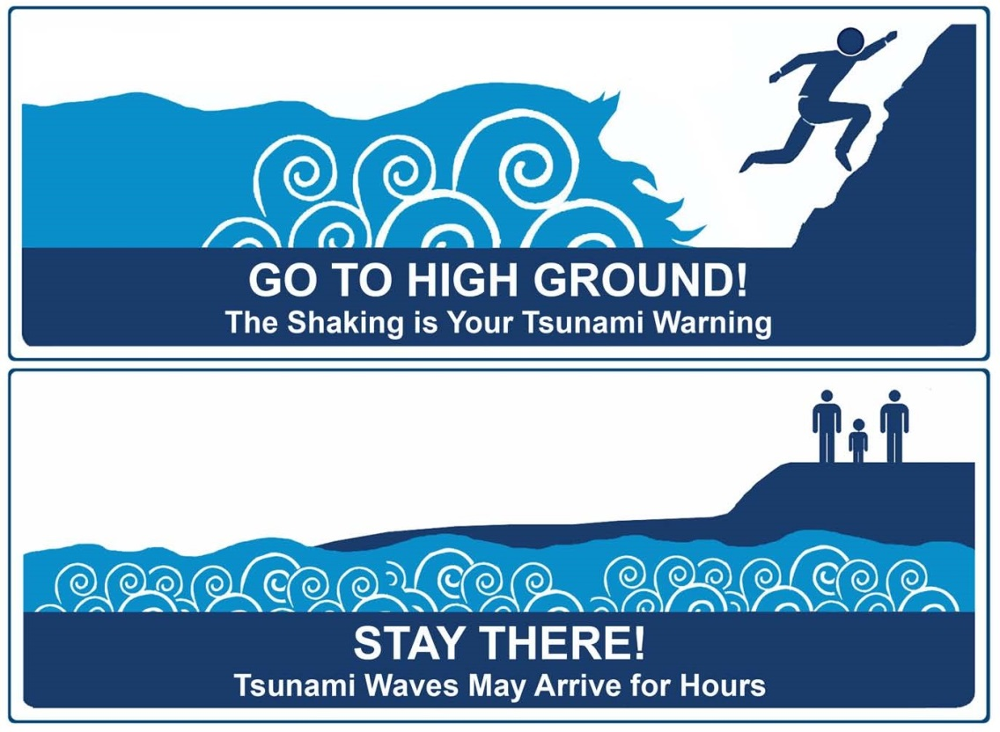 GO TO HIGH GROUND!
The Shaking is Your Tsunami Warning
STAY THERE!
Tsunami Waves May Arrive for Hours